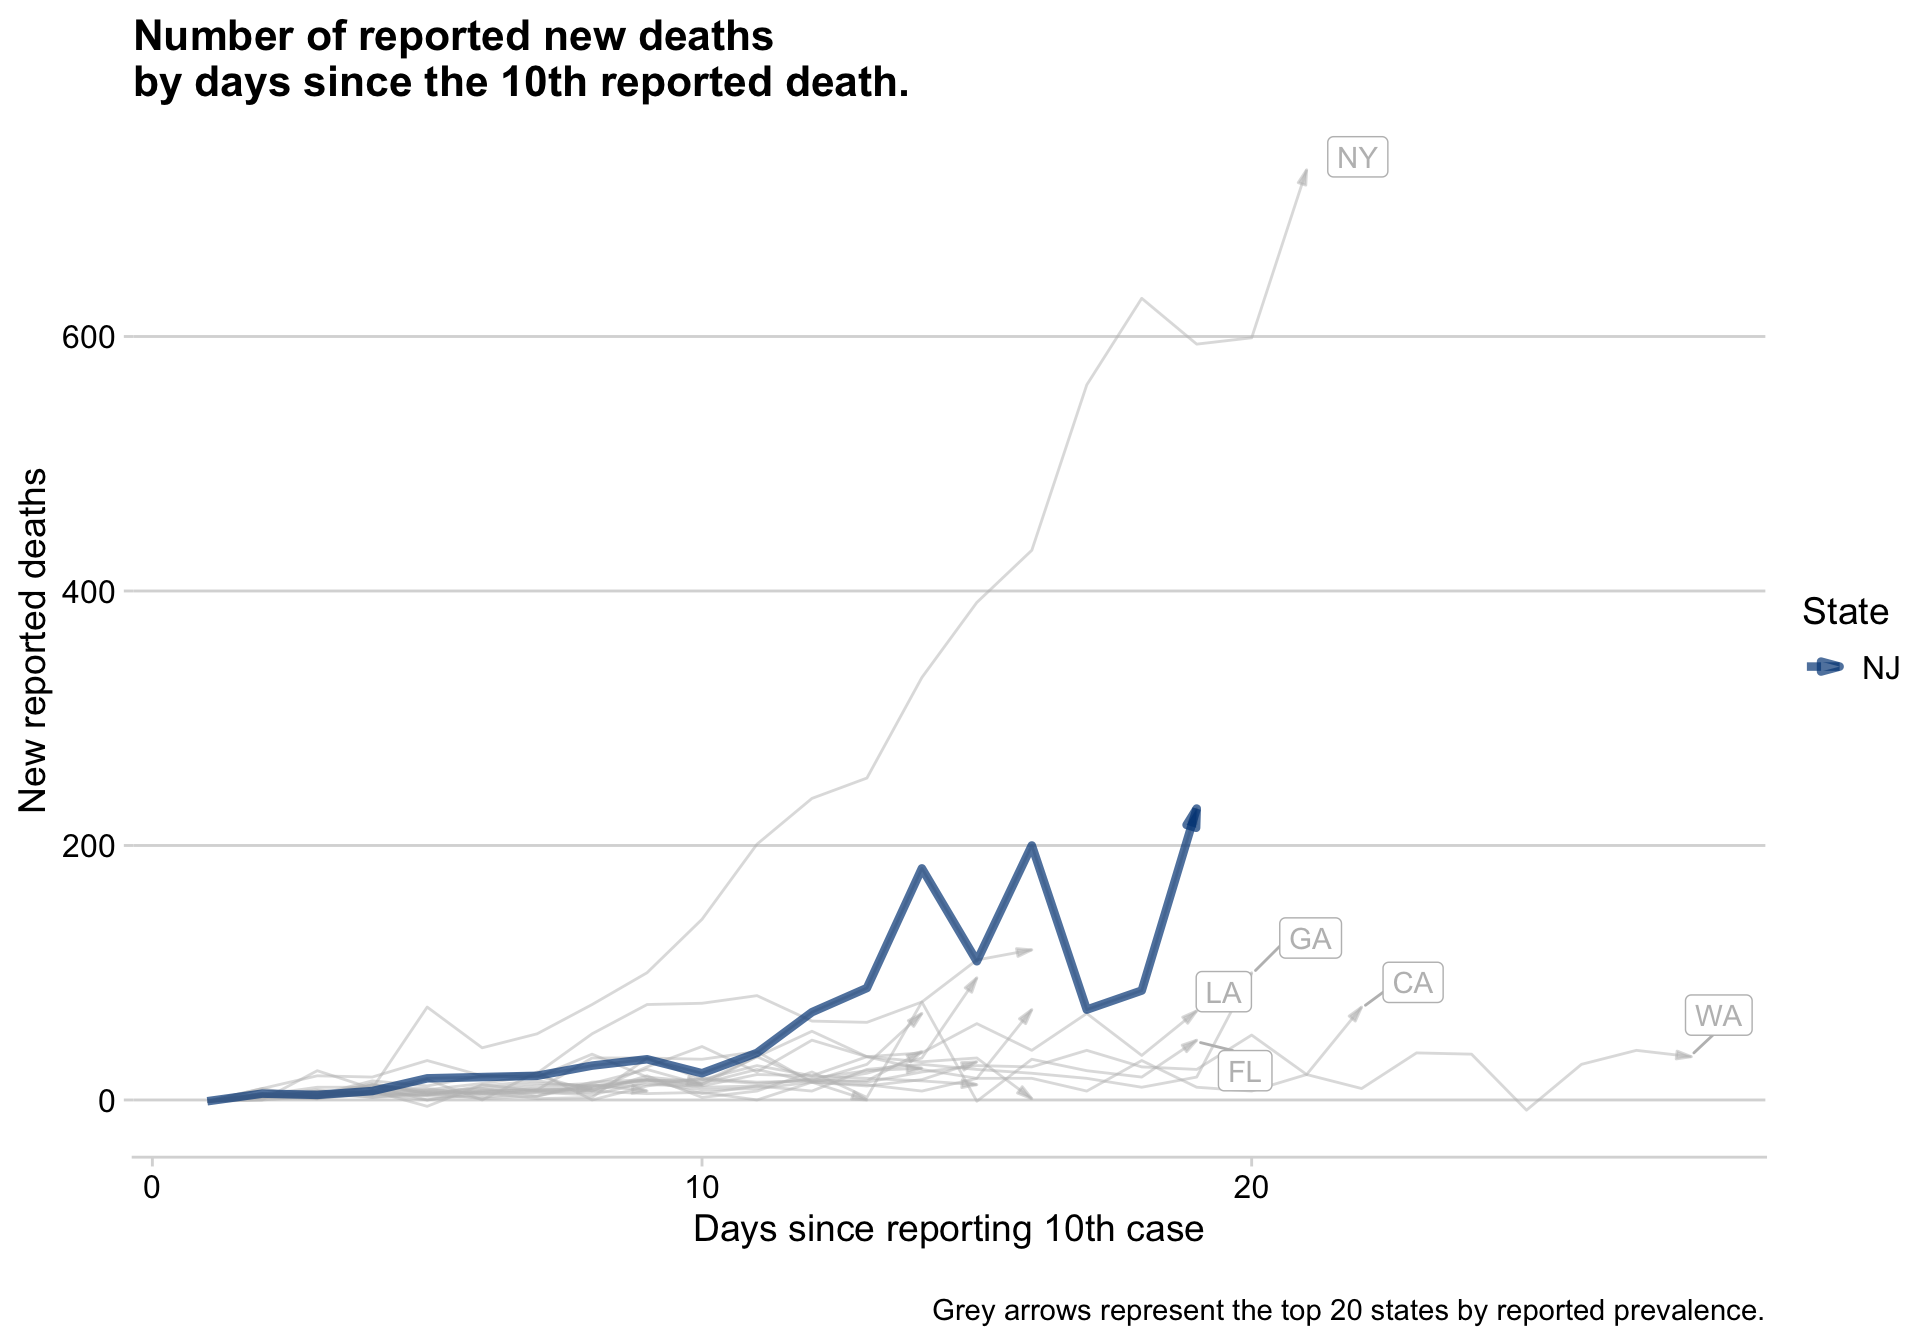 Number of reported new deaths
by days since the 10th reported death.
NY
600
400
200
0
New reported deaths
GA
LA
CA
WA
FL
State
NJ
0
10
20
Days since reporting 10th case
Grey arrows represent the top 20 states by reported prevalence.